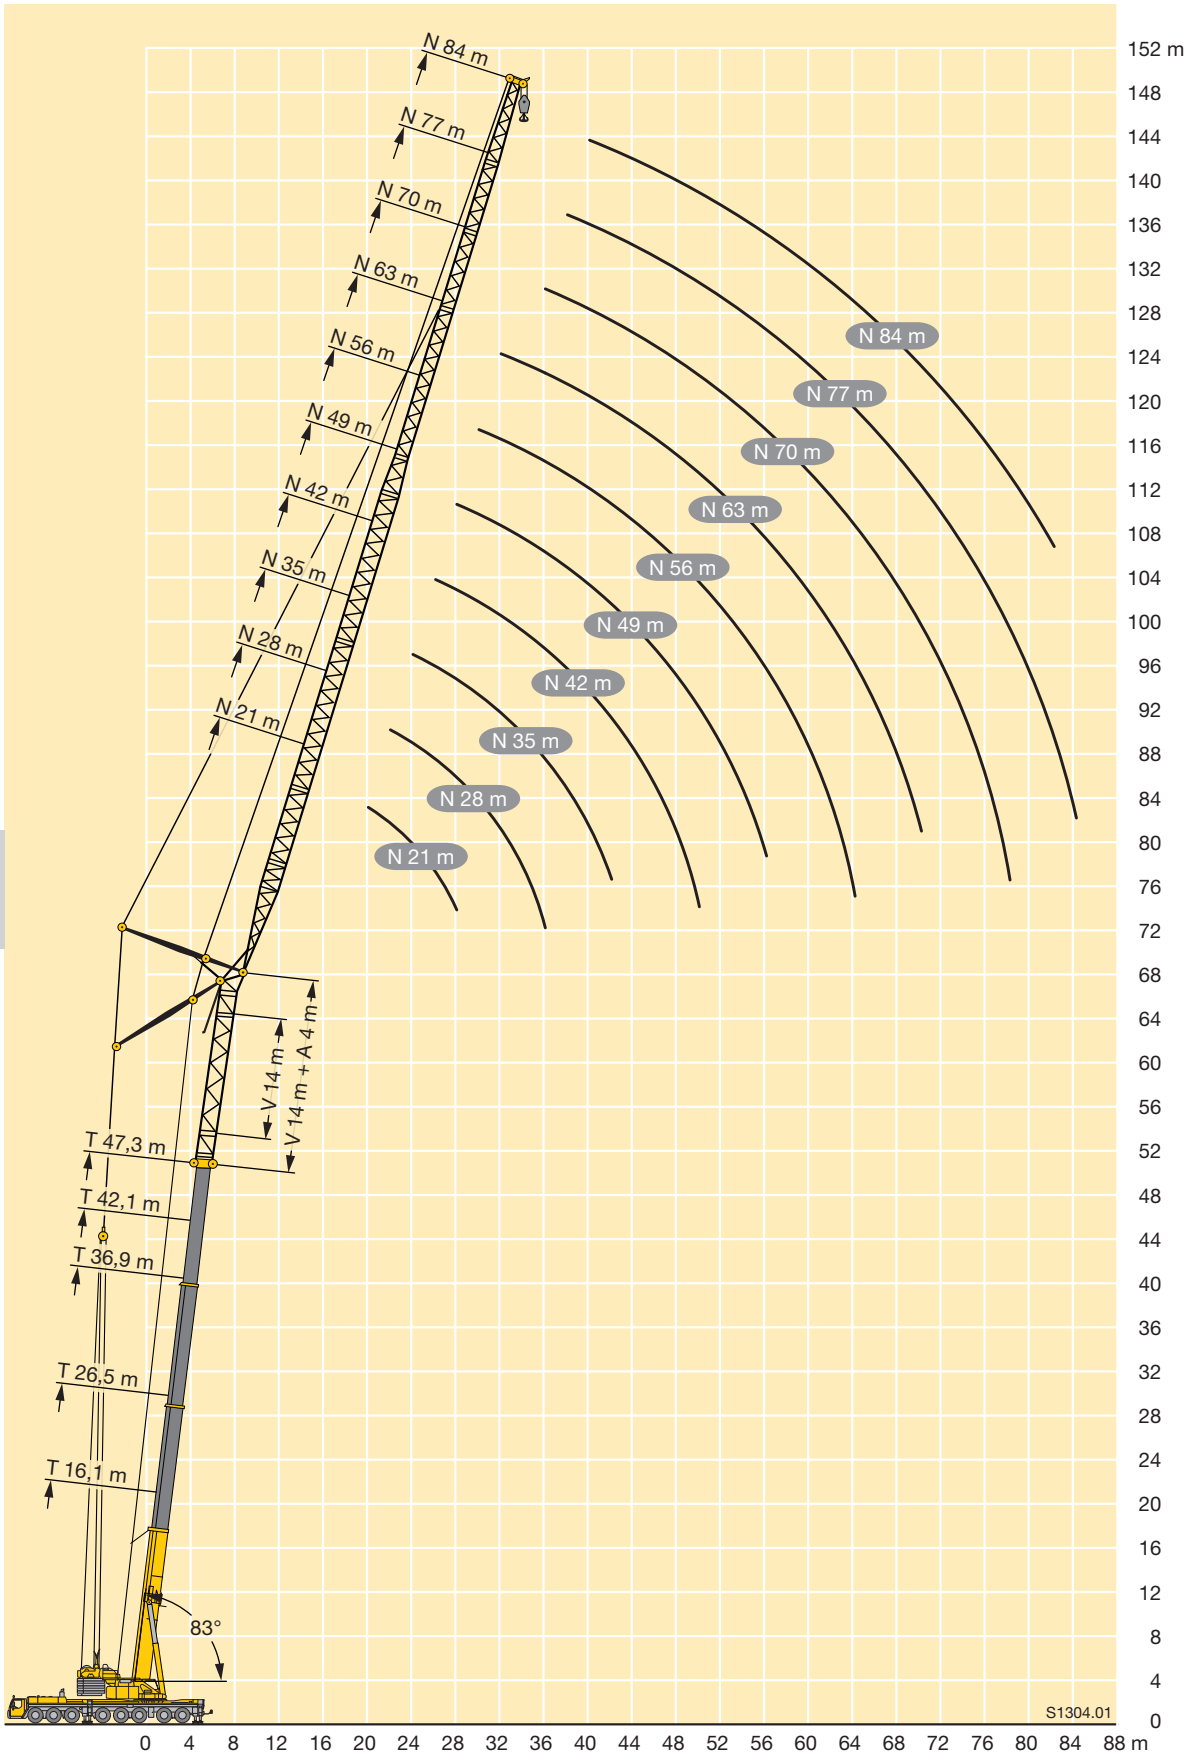 N 84 m
N 77 m
N 70 m
N 63 m
N 56 m
N 49 m
N 42 m
N 35 m
N 28 m
N 21 m
V 14 m
V 14 m + A 4 m
T 47,3 m
T 42,1 m
T 36,9 m
T 26,5 m
T 16,1 m
83°
N 84 m
N 77 m
N 70 m
N 63 m
N 56 m
N 49 m
N 42 m
N 35 m
N 28 m
N 21 m
152 m
148
144
140
136
132
128
124
120
116
112
108
104
100
96
92
88
84
80
76
72
68
64
60
56
52
48
44
40
36
32
28
24
20
16
12
8
4
0
S1304.01
0 4 8 12 16 20 24 28 32 36 40 44 48 52 56 60 64 68 72 76 80 84 88 m